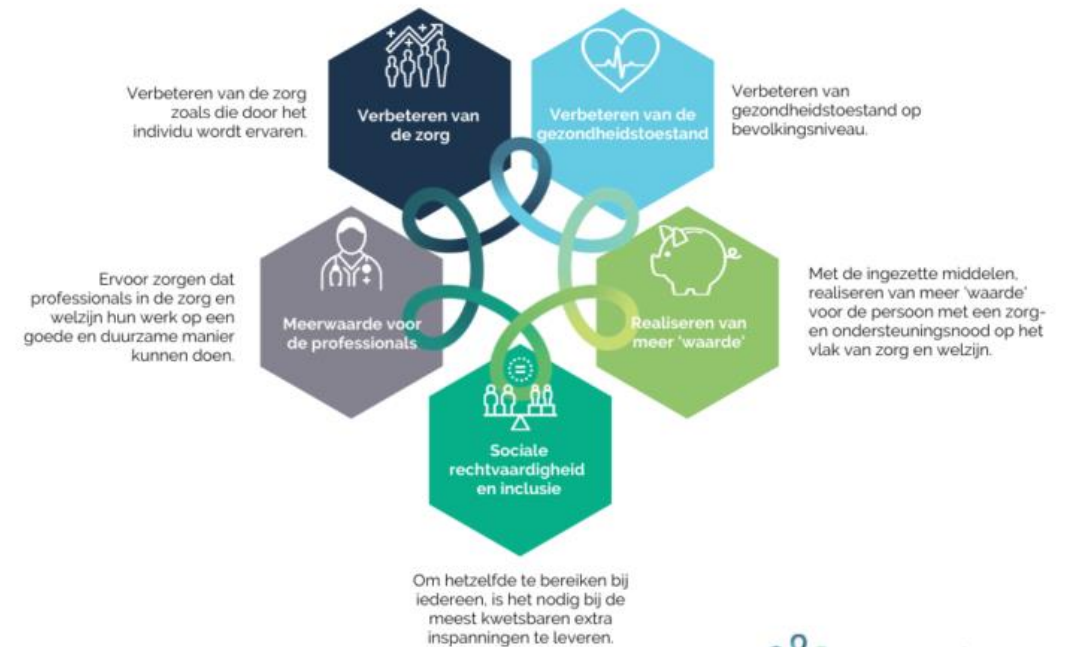 Verbeteren van de zorg
zoals die door het
individu wordt ervaren.
Verbeteren van
de zorg
Verbeteren van de
gezondheidstoestand
Verbeteren van
gezondheidstoestand op
bevolkingsniveau.
Ervoor zorgen dat
professionals in de zorg en
welzijn hun werk op een
goede en duurzame manier
kunnen doen.
Meerwaarde voor
de professionals
Realiseren van
meer 'waarde'
Met de ingezette middelen,
realiseren van meer 'waarde'
voor de persoon met een zorg-
en ondersteuningsnood op het
vlak van zorg en welzijn.
Sociale
rechtvaardigheid
en inclusie
Om hetzelfde te bereiken bij
iedereen, is het nodig bij de
meest kwetsbaren extra
inspanningen te leveren.